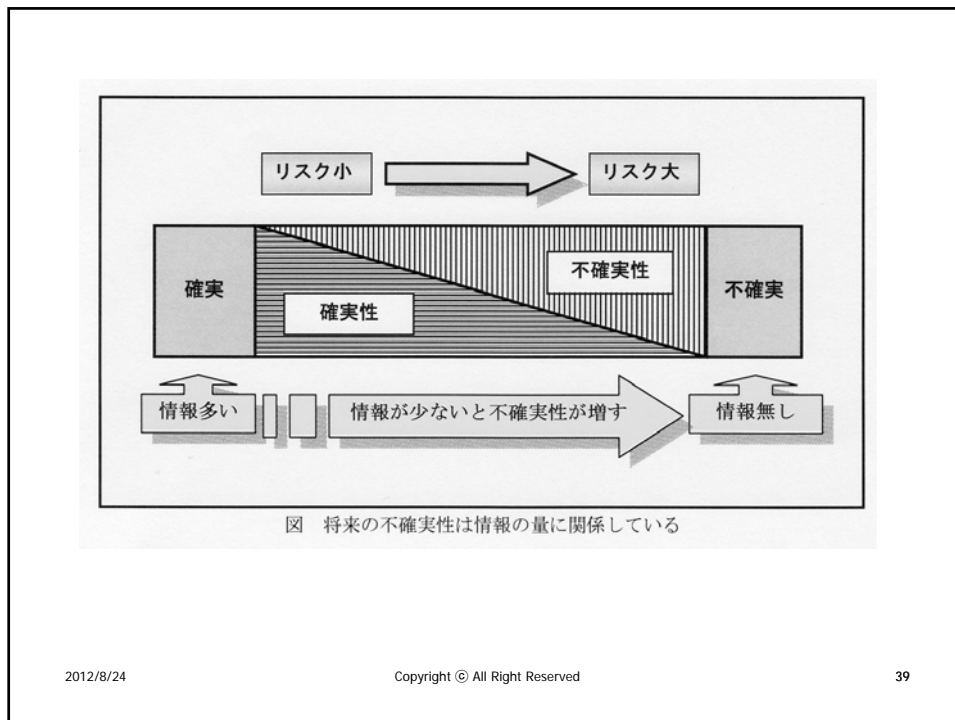 リスク小
リスク大
確実
確実性
不確実性
不確実
情報多い
情報が少ないと不確実性が増す
情報無し
図 将来の不確実性は情報の量に関係している
2012/8/24
Copyright ⓒ All Right Reserved
39